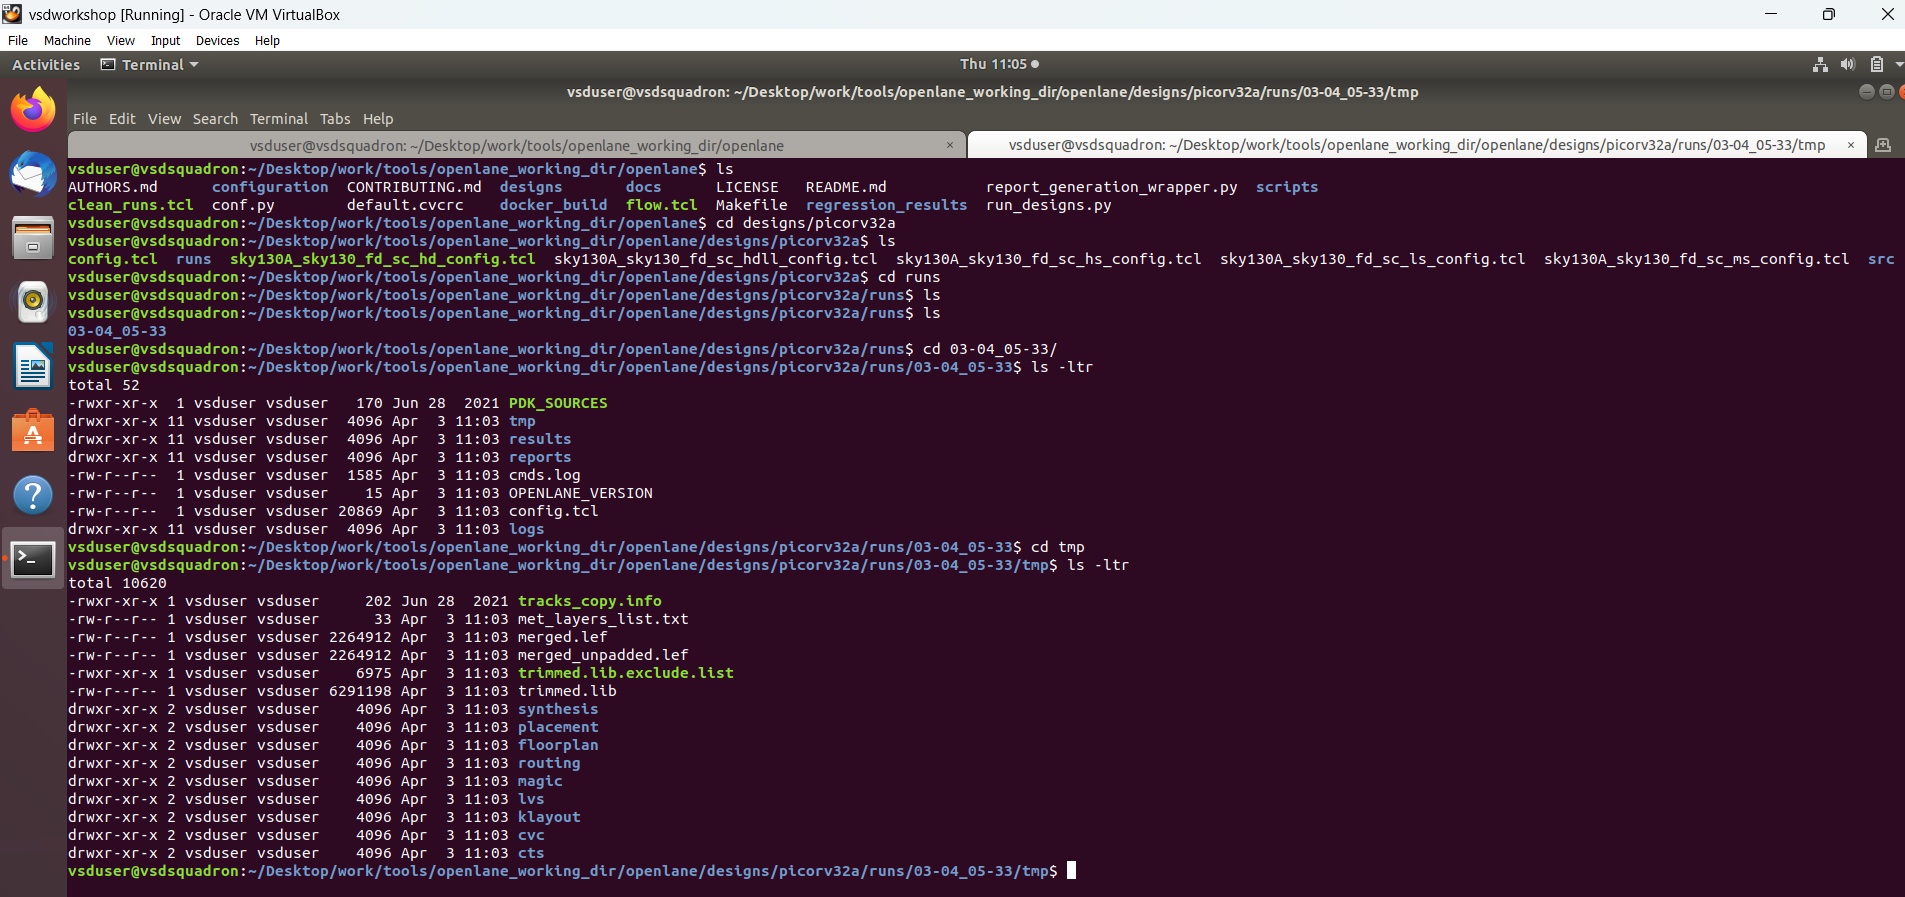 vsdworkshop [Running] - Oracle VM VirtualBox
File Machine View Input Devices Help
Activities Terminal Thu 11:05
vsduser@vsdsquadron: ~/Desktop/work/tools/openlane_working_dir/openlane/designs/picorv32a/runs/03-04_05-33/tmp
File Edit View Search Terminal Tabs Help
vsduser@vsdsquadron: ~/Desktop/work/tools/openlane_working_dir/openlane × vsduser@vsdsquadron: ~/Desktop/work/tools/openlane_working_dir/openlane/designs/picorv32a/runs/03-04_05-33/tmp ×
vsduser@vsdsquadron:~/Desktop/work/tools/openlane_working_dir/openlane$ ls
AUTHORS.md configuration CONTRIBUTING.md designs docs LICENSE README.md report_generation_wrapper.py scripts
clean_runs.tcl conf.py default.cvcrc docker_build flow.tcl Makefile regression_results run_designs.py
vsduser@vsdsquadron:~/Desktop/work/tools/openlane_working_dir/openlane$ cd designs/picorv32a
vsduser@vsdsquadron:~/Desktop/work/tools/openlane_working_dir/openlane/designs/picorv32a$ ls
config.tcl runs sky130A_sky130_fd_sc_hd_config.tcl sky130A_sky130_fd_sc_hdll_config.tcl sky130A_sky130_fd_sc_hs_config.tcl sky130A_sky130_fd_sc_ls_config.tcl sky130A_sky130_fd_sc_ms_config.tcl src
vsduser@vsdsquadron:~/Desktop/work/tools/openlane_working_dir/openlane/designs/picorv32a$ cd runs
vsduser@vsdsquadron:~/Desktop/work/tools/openlane_working_dir/openlane/designs/picorv32a/runs$ ls
vsduser@vsdsquadron:~/Desktop/work/tools/openlane_working_dir/openlane/designs/picorv32a/runs$ ls
03-04_05-33
vsduser@vsdsquadron:~/Desktop/work/tools/openlane_working_dir/openlane/designs/picorv32a/runs$ cd 03-04_05-33/
vsduser@vsdsquadron:~/Desktop/work/tools/openlane_working_dir/openlane/designs/picorv32a/runs/03-04_05-33$ ls -ltr
total 52
-rwxr-xr-x 1 vsduser vsduser 170 Jun 28 2021 PDK_SOURCES
drwxr-xr-x 11 vsduser vsduser 4096 Apr 3 11:03 tmp
drwxr-xr-x 11 vsduser vsduser 4096 Apr 3 11:03 results
drwxr-xr-x 11 vsduser vsduser 4096 Apr 3 11:03 reports
-rw-r--r-- 1 vsduser vsduser 1585 Apr 3 11:03 cmds.log
-rw-r--r-- 1 vsduser vsduser 15 Apr 3 11:03 OPENLANE_VERSION
-rw-r--r-- 1 vsduser vsduser 20869 Apr 3 11:03 config.tcl
drwxr-xr-x 11 vsduser vsduser 4096 Apr 3 11:03 logs
vsduser@vsdsquadron:~/Desktop/work/tools/openlane_working_dir/openlane/designs/picorv32a/runs/03-04_05-33$ cd tmp
vsduser@vsdsquadron:~/Desktop/work/tools/openlane_working_dir/openlane/designs/picorv32a/runs/03-04_05-33/tmp$ ls -ltr
total 10620
-rwxr-xr-x 1 vsduser vsduser 202 Jun 28 2021 tracks_copy.info
-rw-r--r-- 1 vsduser vsduser 33 Apr 3 11:03 met_layers_list.txt
-rw-r--r-- 1 vsduser vsduser 2264912 Apr 3 11:03 merged.lef
-rw-r--r-- 1 vsduser vsduser 2264912 Apr 3 11:03 merged_unpadded.lef
-rwxr-xr-x 1 vsduser vsduser 6975 Apr 3 11:03 trimmed.lib.exclude.list
-rw-r--r-- 1 vsduser vsduser 6291198 Apr 3 11:03 trimmed.lib
drwxr-xr-x 2 vsduser vsduser 4096 Apr 3 11:03 synthesis
drwxr-xr-x 2 vsduser vsduser 4096 Apr 3 11:03 placement
drwxr-xr-x 2 vsduser vsduser 4096 Apr 3 11:03 floorplan
drwxr-xr-x 2 vsduser vsduser 4096 Apr 3 11:03 routing
drwxr-xr-x 2 vsduser vsduser 4096 Apr 3 11:03 magic
drwxr-xr-x 2 vsduser vsduser 4096 Apr 3 11:03 lvs
drwxr-xr-x 2 vsduser vsduser 4096 Apr 3 11:03 klayout
drwxr-xr-x 2 vsduser vsduser 4096 Apr 3 11:03 cvc
drwxr-xr-x 2 vsduser vsduser 4096 Apr 3 11:03 cts
vsduser@vsdsquadron:~/Desktop/work/tools/openlane_working_dir/openlane/designs/picorv32a/runs/03-04_05-33/tmp$